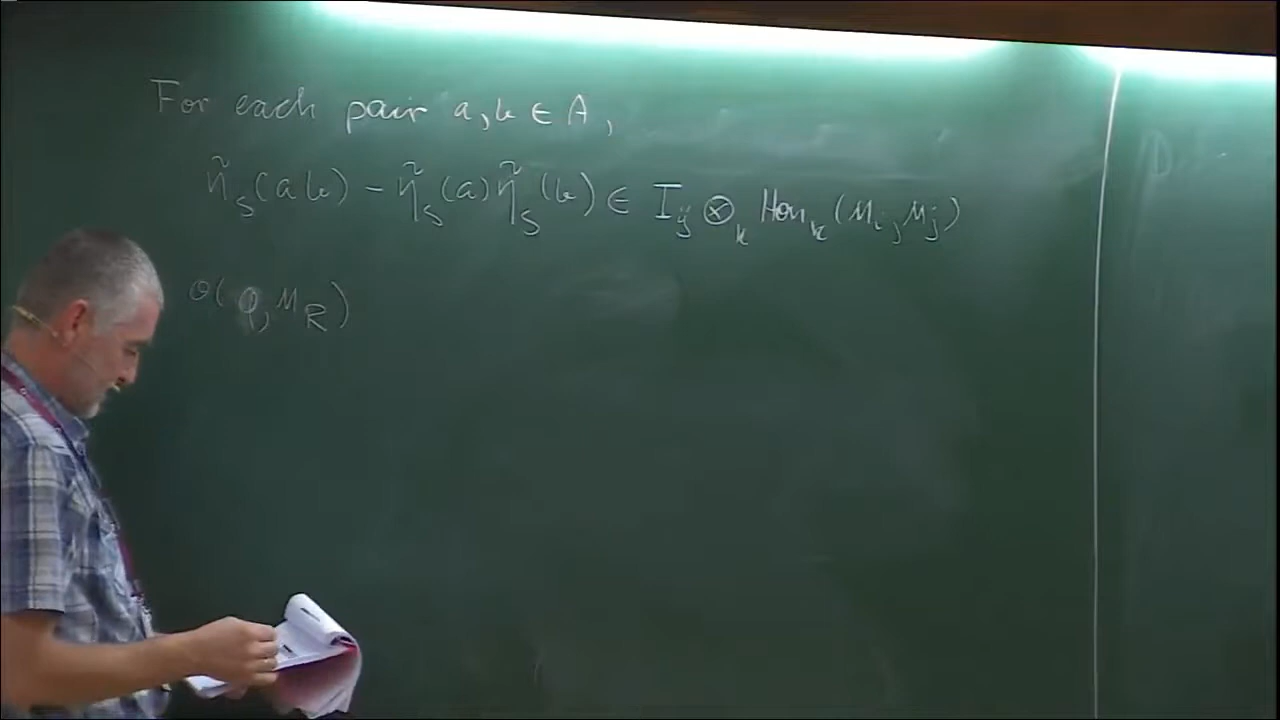 For each pair a, b ∈ A,
η̃_S(ab) − η̃_S(a) η̃_S(b) ∈ I_ij ⊗_k Hom_k(M_i, M_j)
o(φ, M_R)